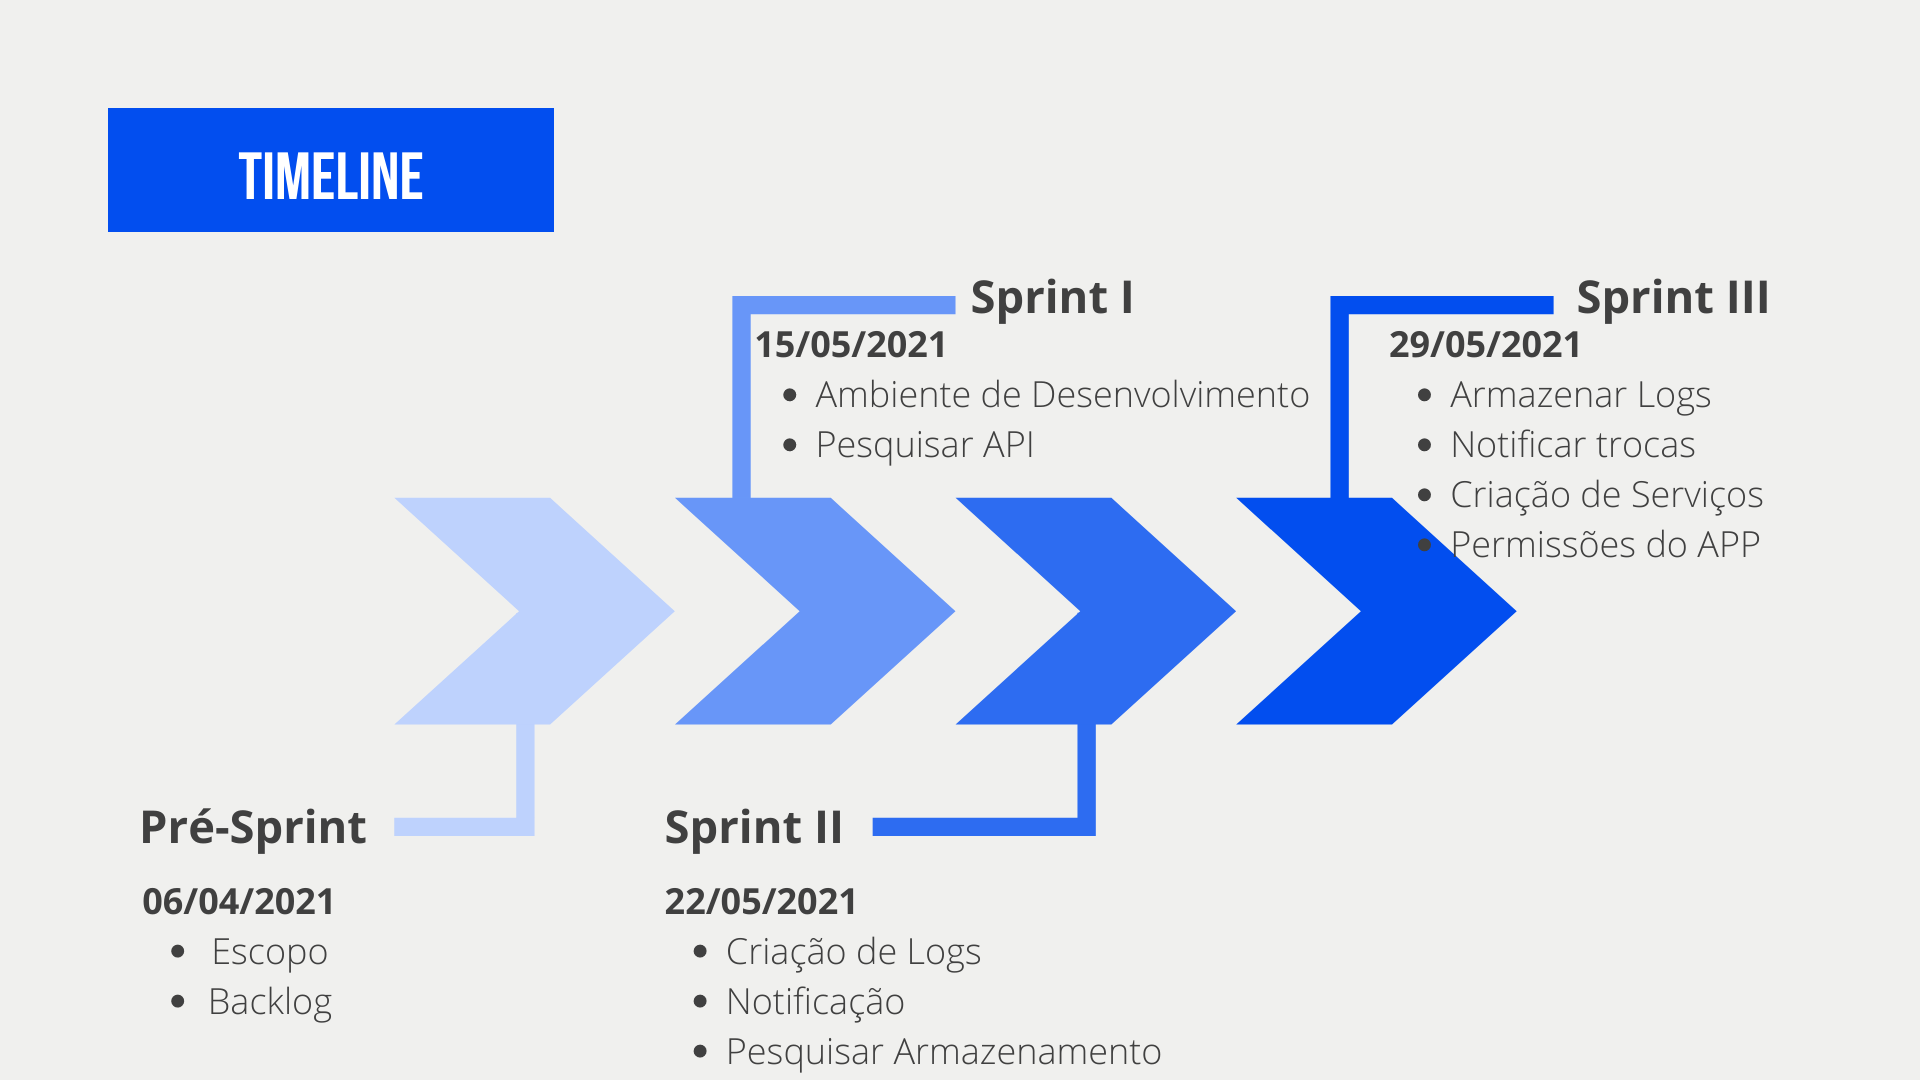 TIMELINE
Sprint I
15/05/2021
• Ambiente de Desenvolvimento
• Pesquisar API
Sprint III
29/05/2021
• Armazenar Logs
• Notificar trocas
• Criação de Serviços
• Permissões do APP
Pré-Sprint
06/04/2021
• Escopo
• Backlog
Sprint II
22/05/2021
• Criação de Logs
• Notificação
• Pesquisar Armazenamento